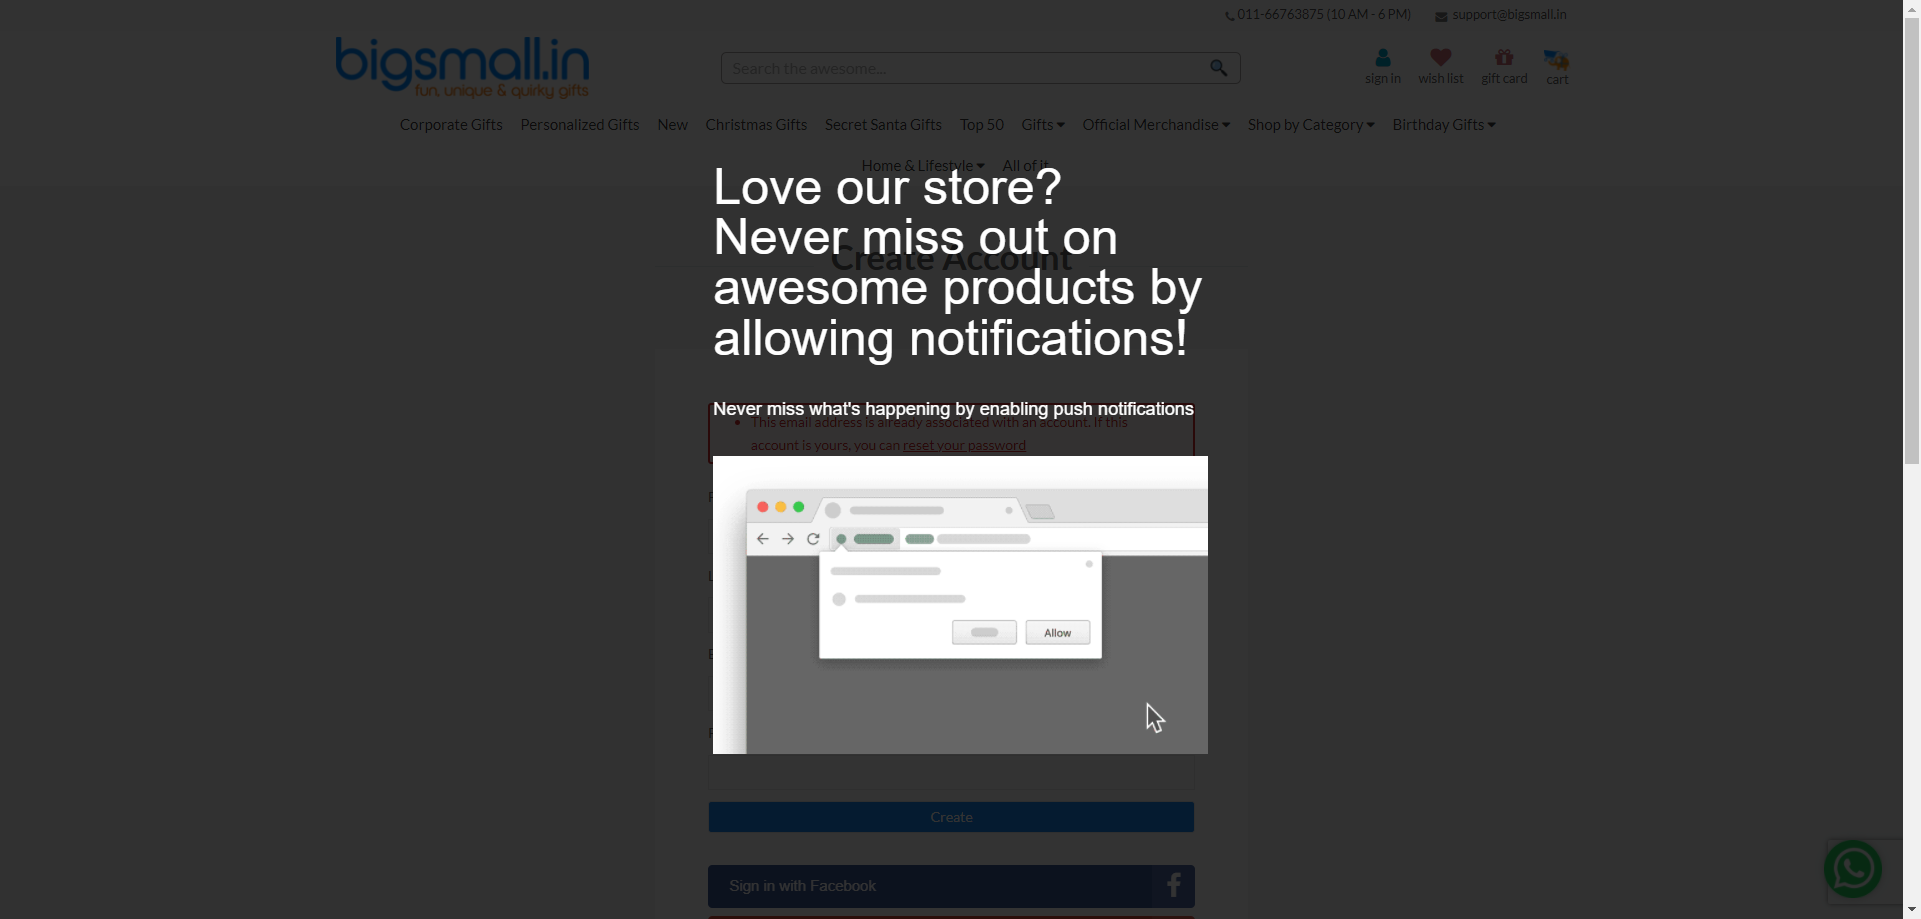 011-66763875 (10 AM - 6 PM) support@bigsmall.in
bigsmall.in
fun, unique & quirky gifts
Search the awesome...
sign in wish list gift card cart
Corporate Gifts Personalized Gifts New Christmas Gifts Secret Santa Gifts Top 50 Gifts Official Merchandise Shop by Category Birthday Gifts
Home & Lifestyle All of it
Love our store?
Never miss out on
awesome products by
allowing notifications!
Create Account
Never miss what's happening by enabling push notifications
This email address is already associated with an account. If this
account is yours, you can reset your password
Allow
Create
Sign in with Facebook